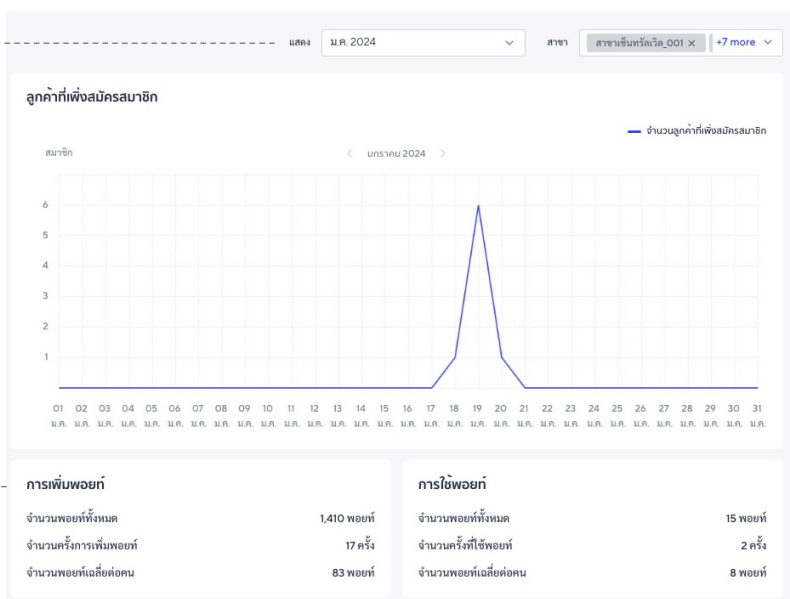 แสดง ม.ค. 2024 สาขา สาขาเซ็นทรัลเวิล_001 × +7 more
ลูกค้าที่เพิ่งสมัครสมาชิก
จำนวนลูกค้าที่เพิ่งสมัครสมาชิก
สมาชิก < มกราคม 2024 >
6
5
4
3
2
1
01 02 03 04 05 06 07 08 09 10 11 12 13 14 15 16 17 18 19 20 21 22 23 24 25 26 27 28 29 30 31
ม.ค. ม.ค. ม.ค. ม.ค. ม.ค. ม.ค. ม.ค. ม.ค. ม.ค. ม.ค. ม.ค. ม.ค. ม.ค. ม.ค. ม.ค. ม.ค. ม.ค. ม.ค. ม.ค. ม.ค. ม.ค. ม.ค. ม.ค. ม.ค. ม.ค. ม.ค. ม.ค. ม.ค. ม.ค. ม.ค. ม.ค.
การเพิ่มพอยท์
จำนวนพอยท์ทั้งหมด 1,410 พอยท์
จำนวนครั้งการเพิ่มพอยท์ 17 ครั้ง
จำนวนพอยท์เฉลี่ยต่อคน 83 พอยท์
การใช้พอยท์
จำนวนพอยท์ทั้งหมด 15 พอยท์
จำนวนครั้งที่ใช้พอยท์ 2 ครั้ง
จำนวนพอยท์เฉลี่ยต่อคน 8 พอยท์